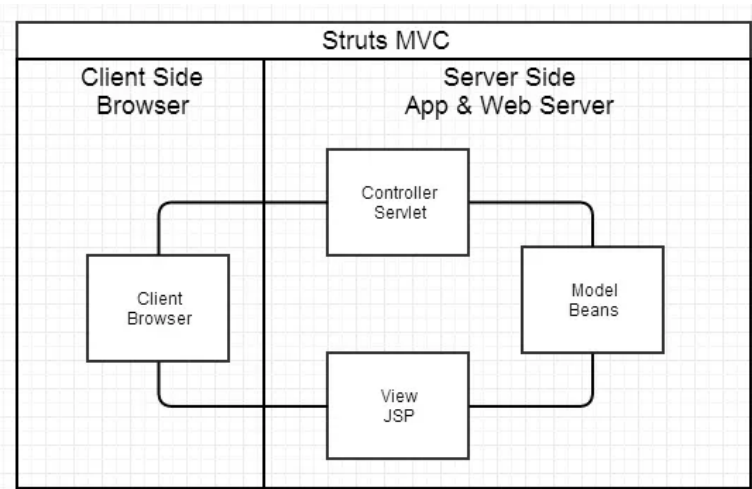 Struts MVC
Client Side
Browser
Server Side
App & Web Server
Controller
Servlet
Client
Browser
Model
Beans
View
JSP